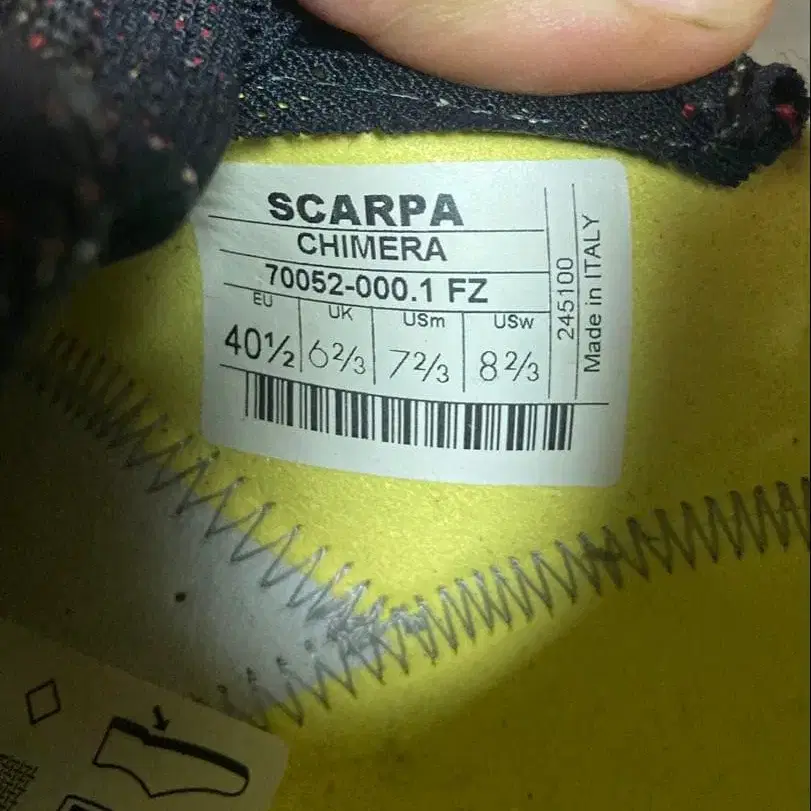 SCARPA
CHIMERA
70052-000.1 FZ
EU UK USm USw
40½ 6⅔ 7⅔ 8⅔
245100
Made in ITALY